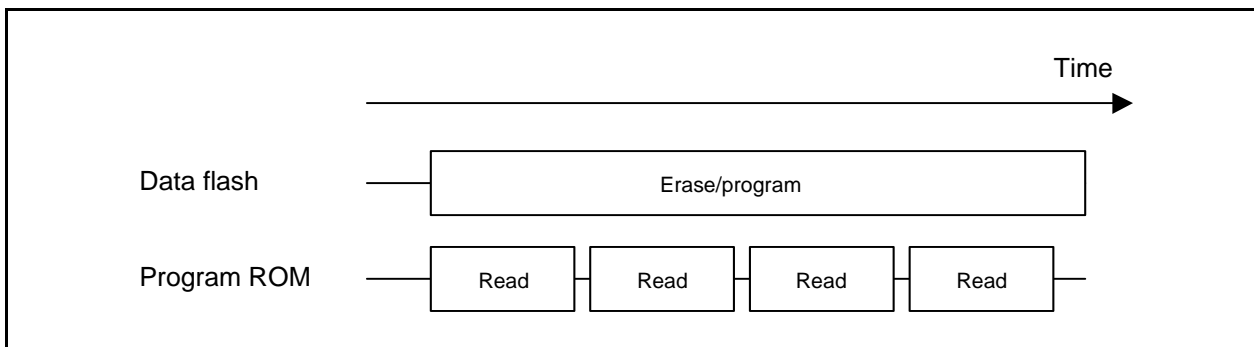 Time
Data flash
Erase/program
Program ROM
Read
Read
Read
Read